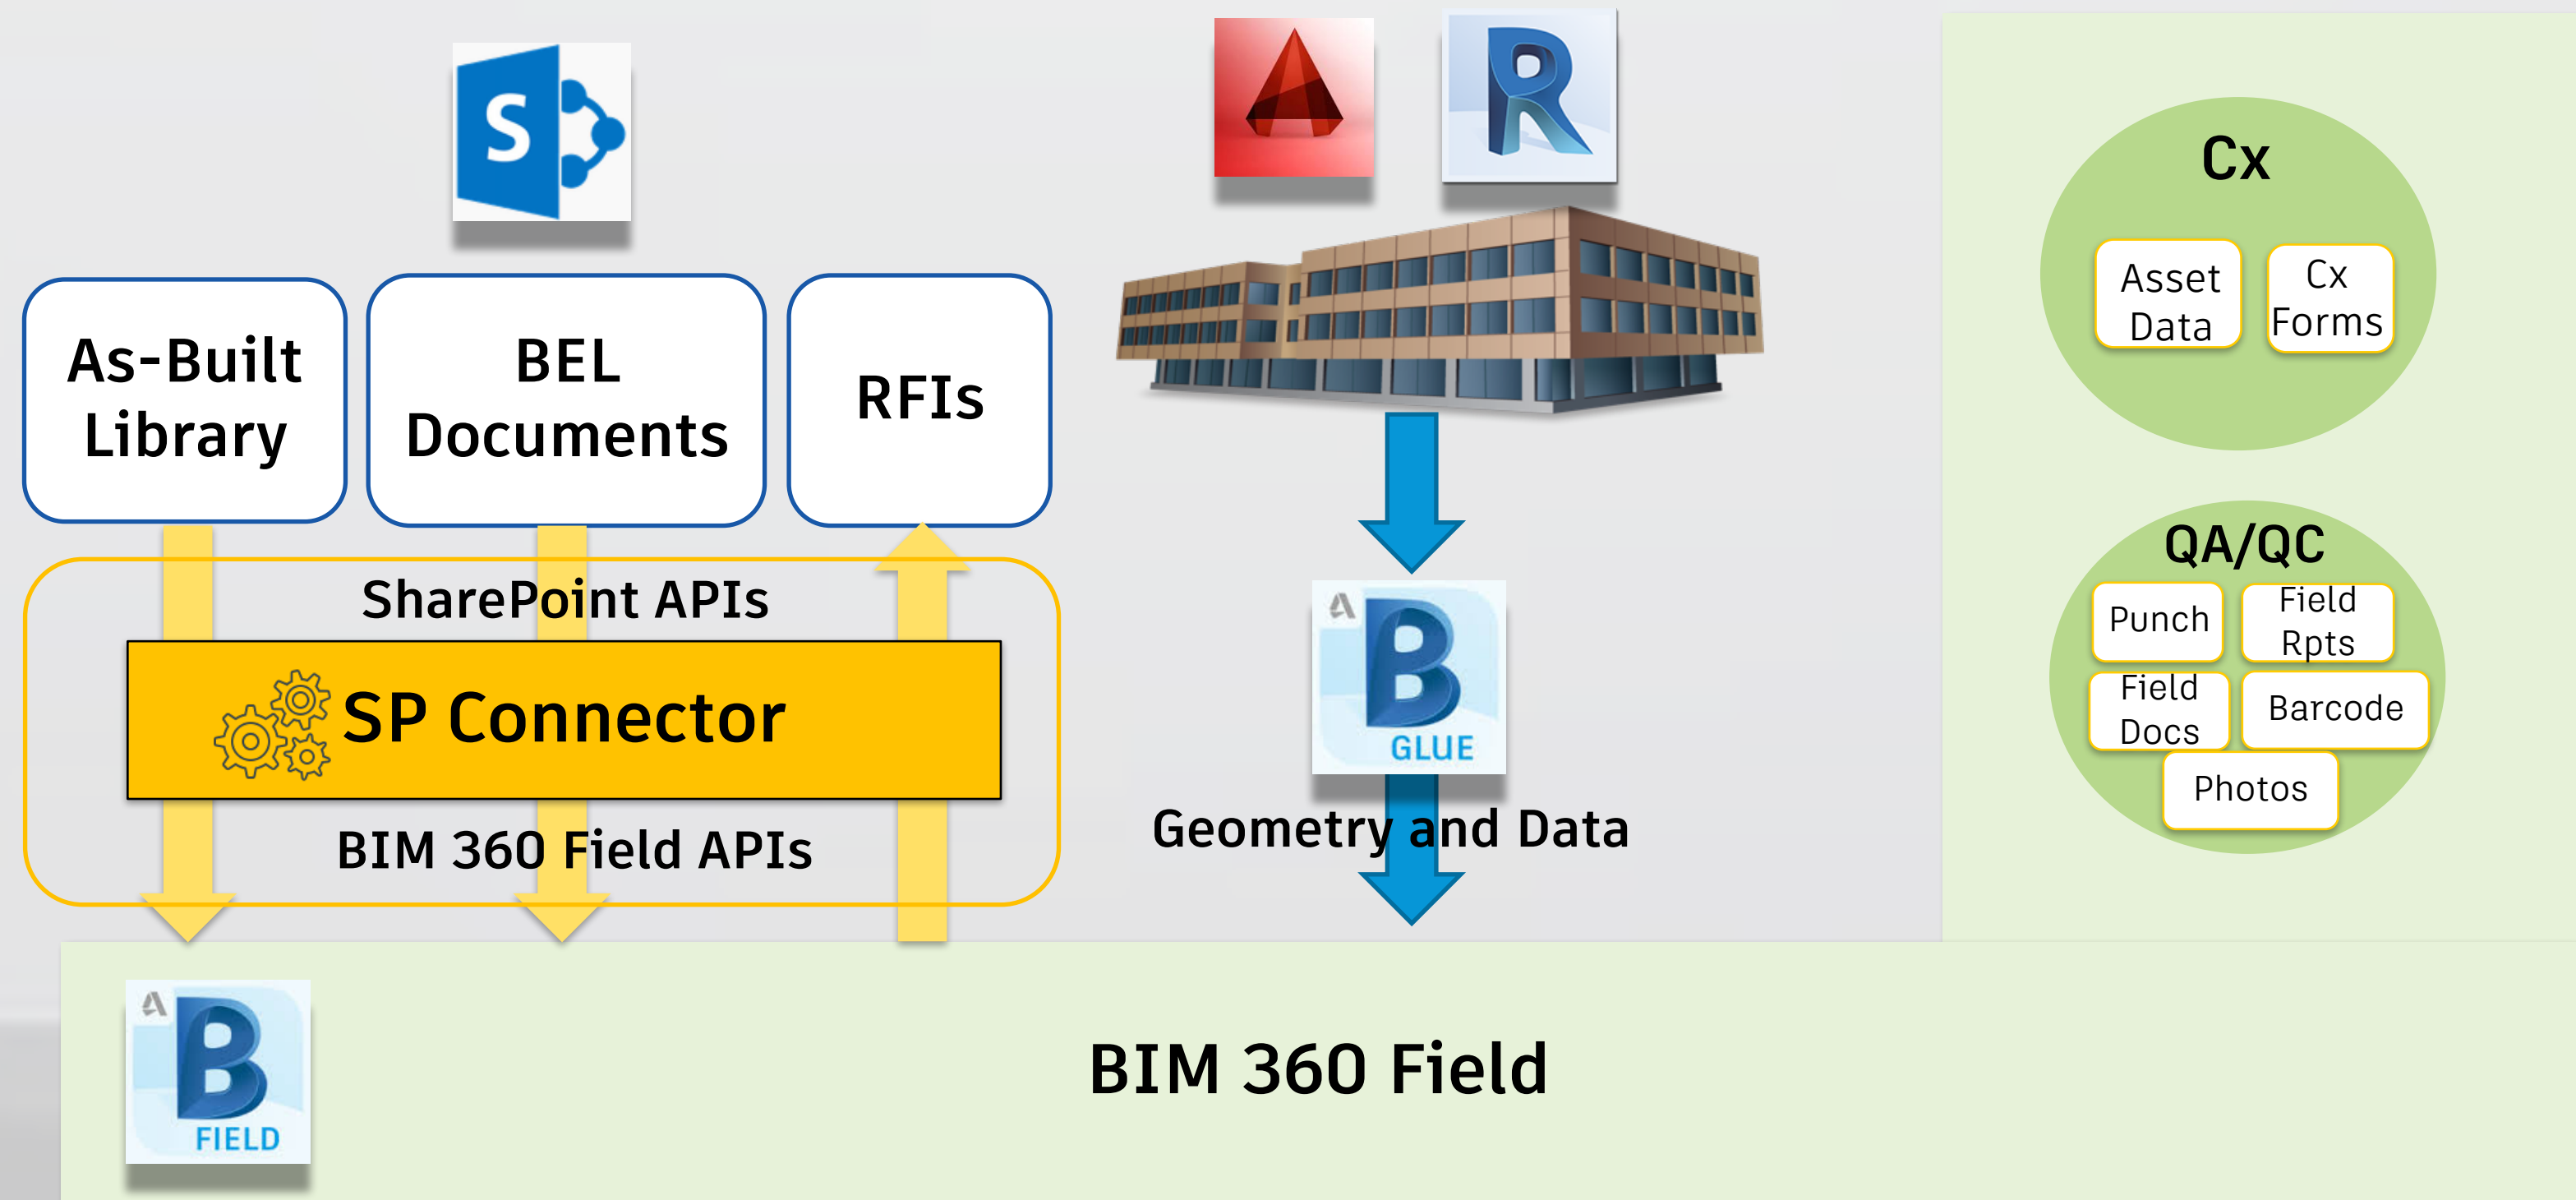 S
As-Built
Library
BEL
Documents
RFIs
SharePoint APIs
SP Connector
BIM 360 Field APIs
R
B
GLUE
Geometry and Data
Cx
Asset
Data
Cx
Forms
QA/QC
Punch
Field
Rpts
Field
Docs
Barcode
Photos
B
FIELD
BIM 360 Field